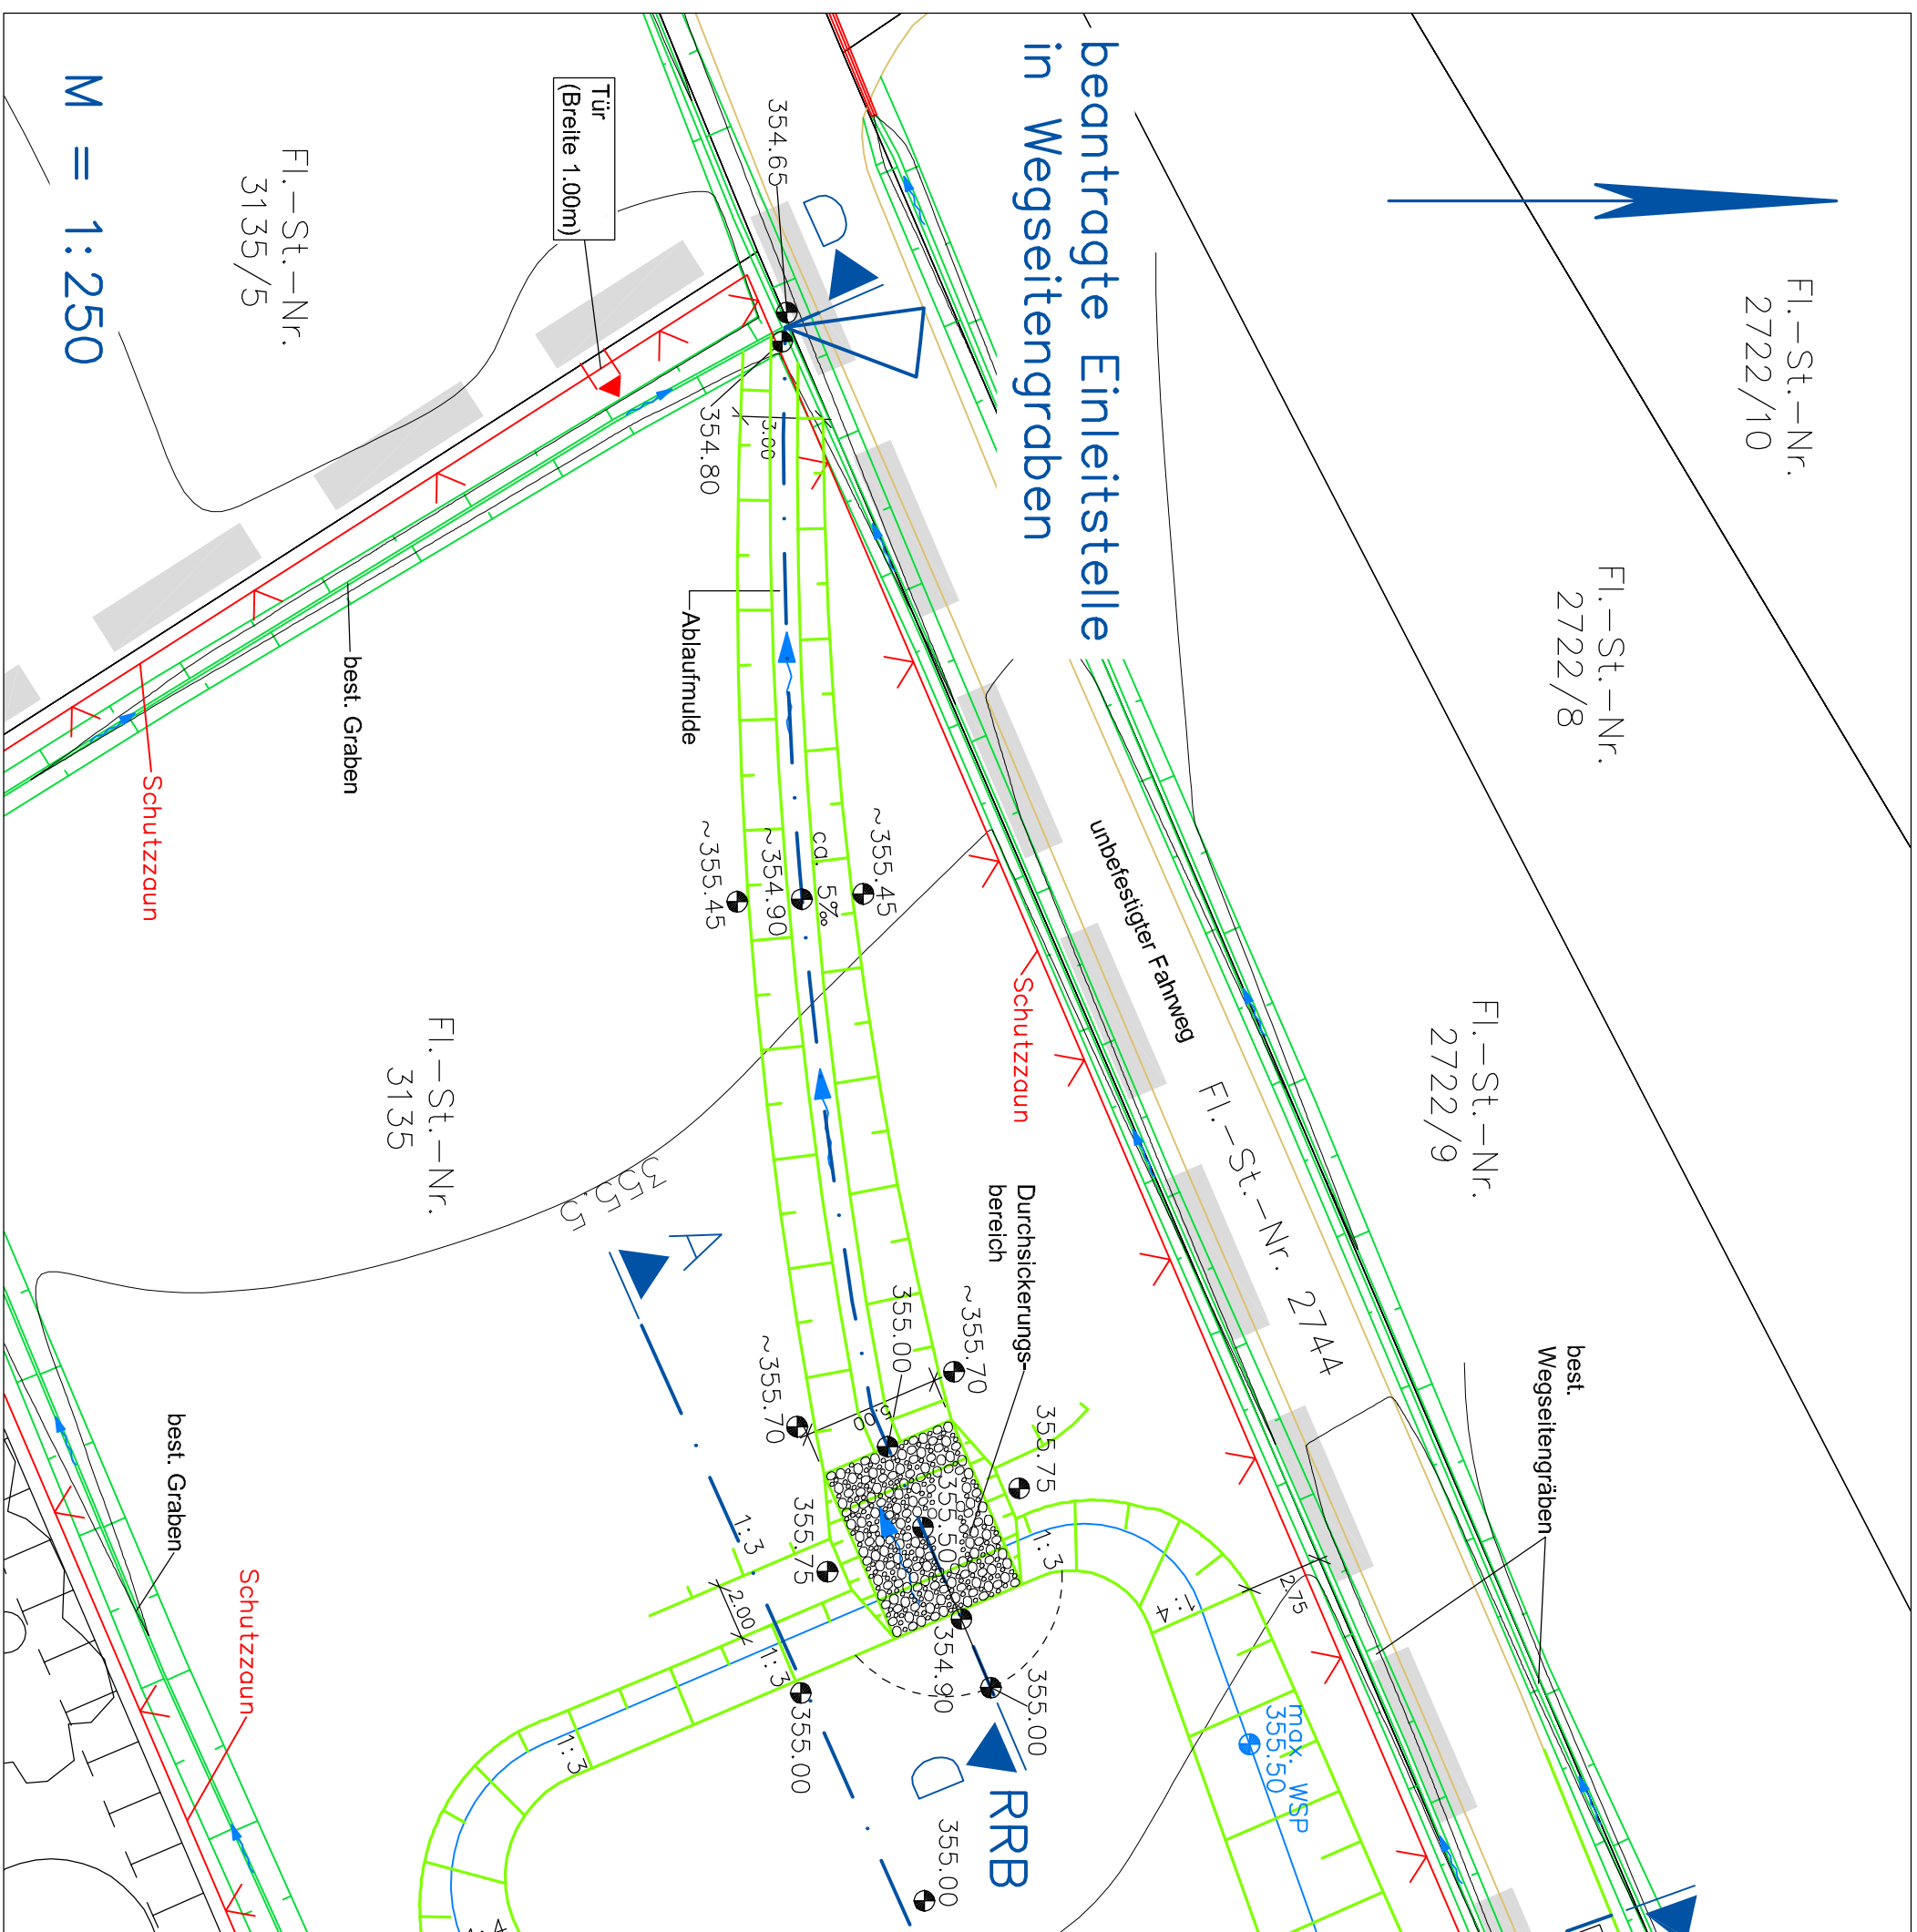 beantragte Einleitstelle
in Wegseitengraben
Fl.-St.-Nr.
2722/10
Fl.-St.-Nr.
2722/8
Fl.-St.-Nr.
2722/9
best.
Wegseitengräben
unbefestigter Fahrweg
Fl.-St.-Nr. 2744
354.65
D
Tür
(Breite 1.00m)
Fl.-St.-Nr.
3135/5
M = 1:250
3.00
354.80
Ablaufmulde
best. Graben
Schutzzaun
~355.45
ca. 5‰
~354.90
~355.45
Schutzzaun
Fl.-St.-Nr.
3135
355.5
A
Durchsickerungs-
bereich
~355.70
355.00
5.00
~355.70
355.75
355.50
355.75
1:3
1:3
2.00
1:3
1:4
2.75
354.90
355.00
355.00
max. WSP
355.50
D
RRB
355.00
1:3
best. Graben
Schutzzaun